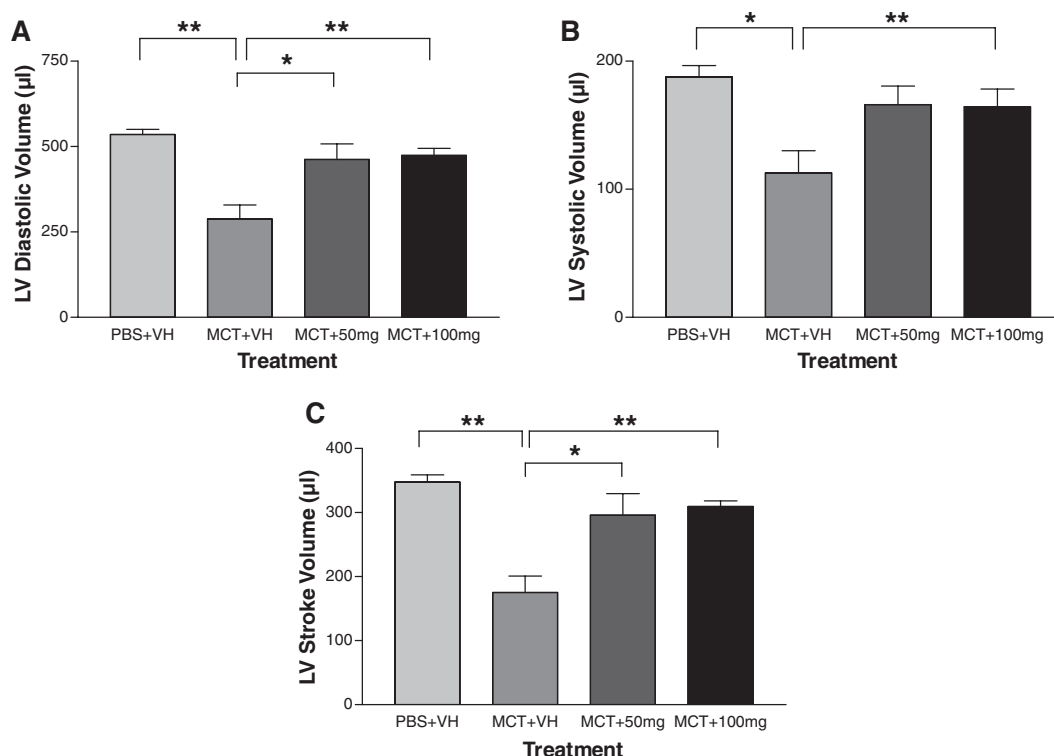 A
** **
*
750
500
250
0
LV Diastolic Volume (µl)
PBS+VH MCT+VH MCT+50mg MCT+100mg
Treatment
B
* **
200
100
0
LV Systolic Volume (µl)
PBS+VH MCT+VH MCT+50mg MCT+100mg
Treatment
C
** **
*
400
300
200
100
0
LV Stroke Volume (µl)
PBS+VH MCT+VH MCT+50mg MCT+100mg
Treatment